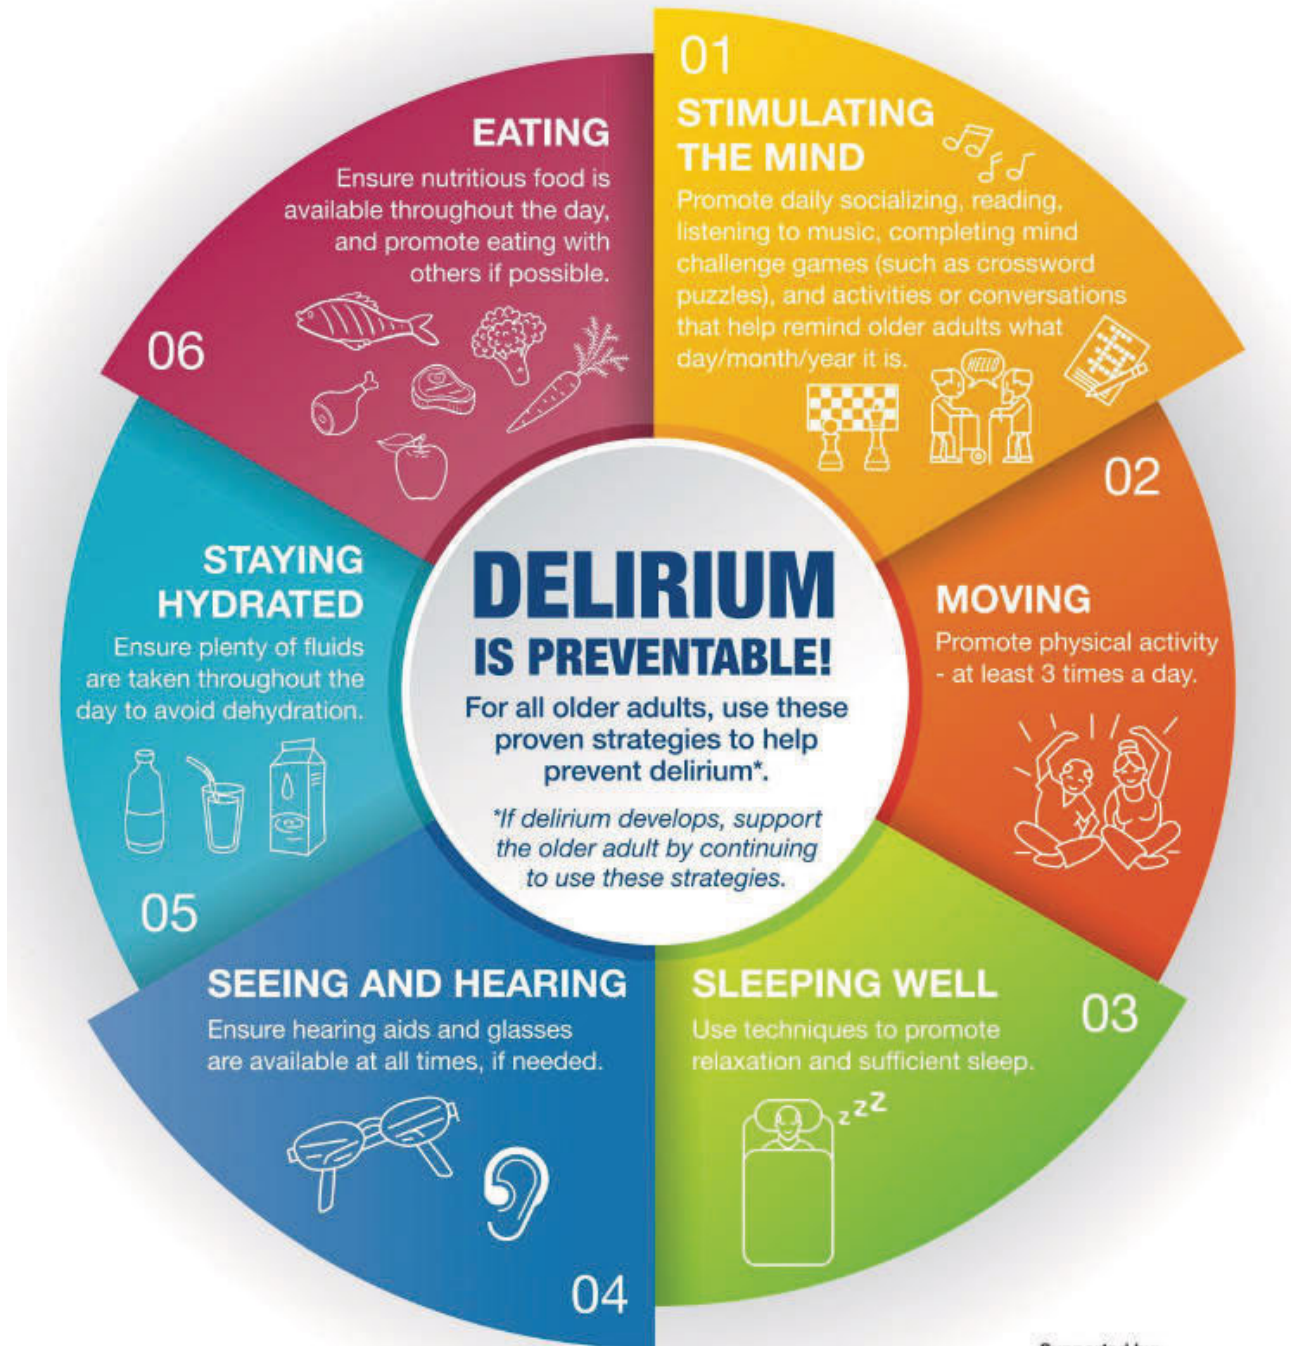 DELIRIUM
IS PREVENTABLE!
For all older adults, use these
proven strategies to help
prevent delirium*.
*If delirium develops, support
the older adult by continuing
to use these strategies.
01
STIMULATING
THE MIND
Promote daily socializing, reading,
listening to music, completing mind
challenge games (such as crossword
puzzles), and activities or conversations
that help remind older adults what
day/month/year it is.
HELLO
02
MOVING
Promote physical activity
- at least 3 times a day.
03
SLEEPING WELL
Use techniques to promote
relaxation and sufficient sleep.
z z z
04
SEEING AND HEARING
Ensure hearing aids and glasses
are available at all times, if needed.
05
STAYING
HYDRATED
Ensure plenty of fluids
are taken throughout the
day to avoid dehydration.
06
EATING
Ensure nutritious food is
available throughout the day,
and promote eating with
others if possible.